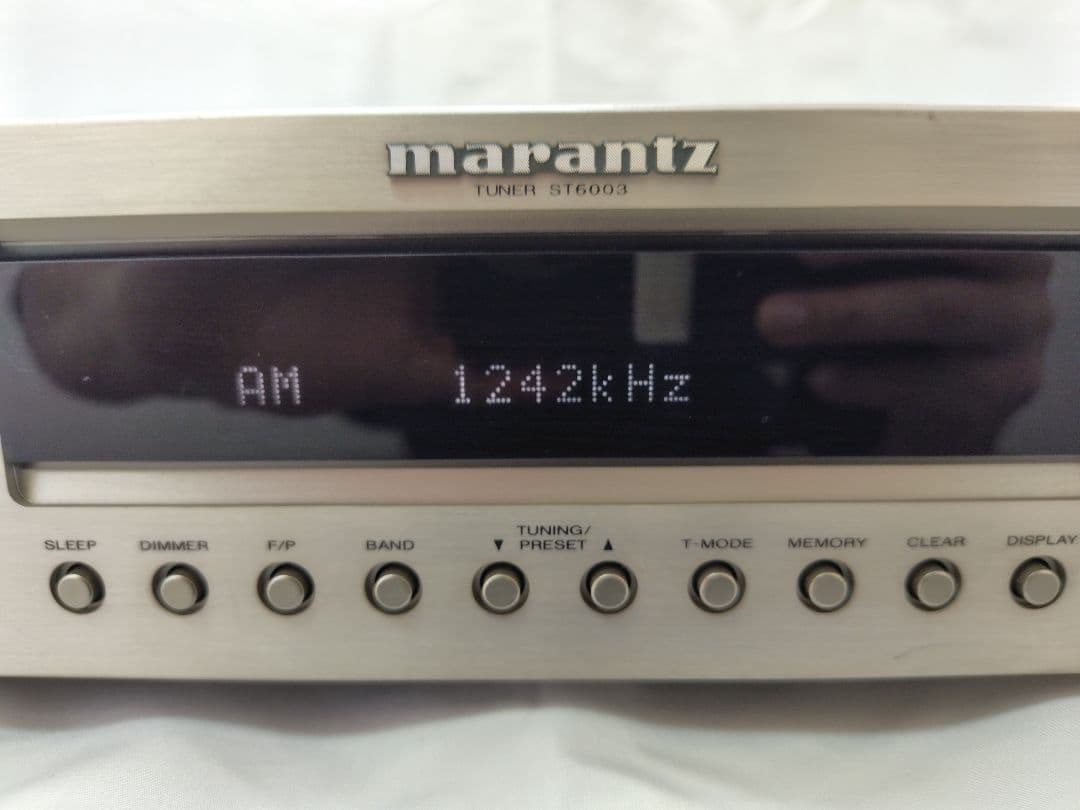 marantz
TUNER ST6003
AM 1242kHz
SLEEP DIMMER F/P BAND ▼ TUNING/ PRESET ▲ T-MODE MEMORY CLEAR DISPLAY